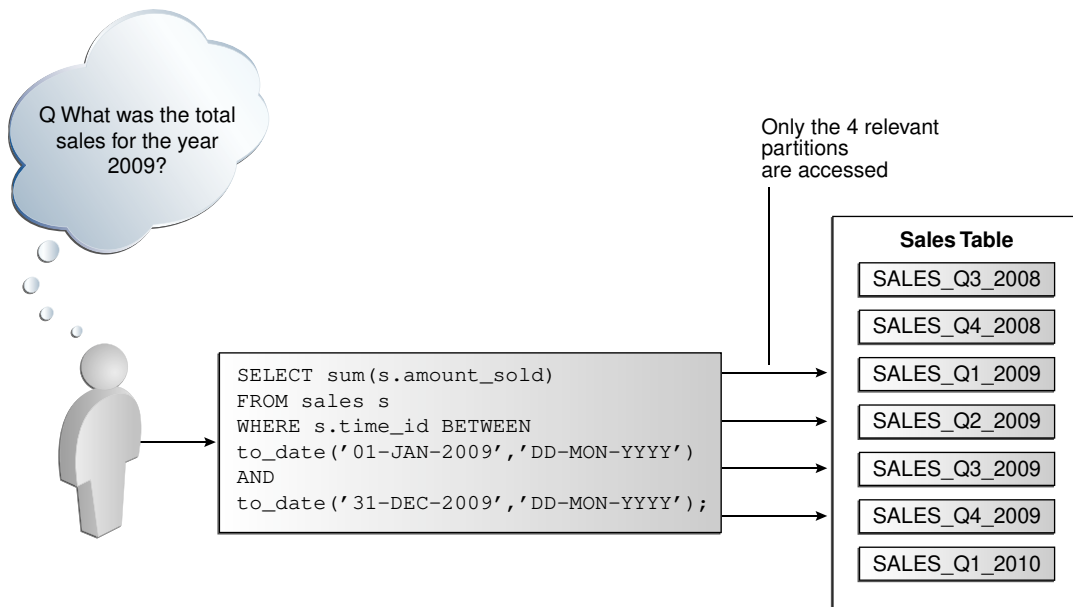 Q What was the total
sales for the year
2009?
Only the 4 relevant
partitions
are accessed
SELECT sum(s.amount_sold)
FROM sales s
WHERE s.time_id BETWEEN
to_date('01-JAN-2009','DD-MON-YYYY')
AND
to_date('31-DEC-2009','DD-MON-YYYY');
Sales Table
SALES_Q3_2008
SALES_Q4_2008
SALES_Q1_2009
SALES_Q2_2009
SALES_Q3_2009
SALES_Q4_2009
SALES_Q1_2010